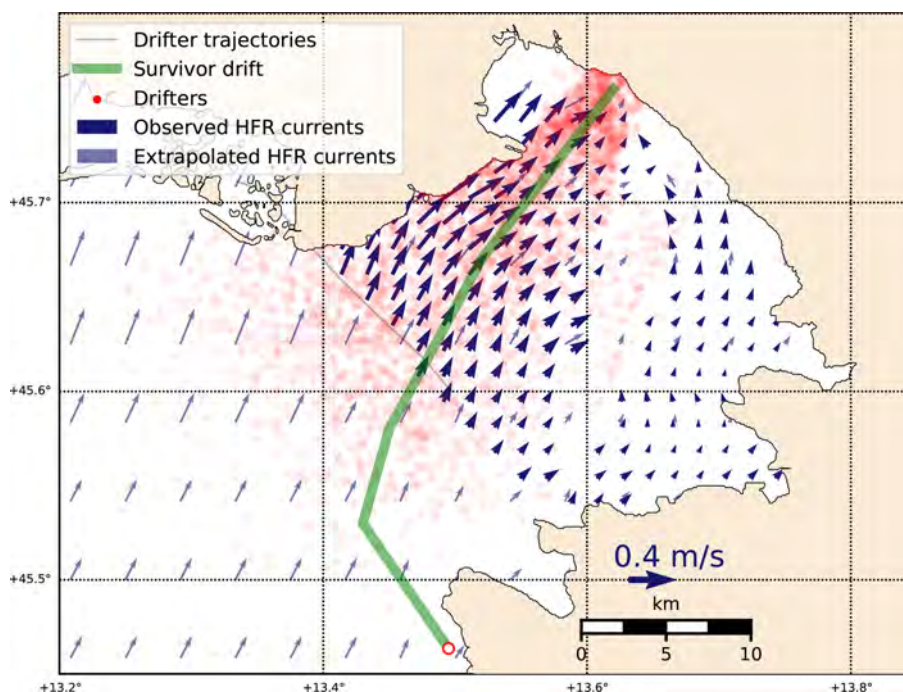 Drifter trajectories
Survivor drift
Drifters
Observed HFR currents
Extrapolated HFR currents
+45.7°
+45.6°
+45.5°
0.4 m/s
km
0 5 10
+13.2° +13.4° +13.6° +13.8°